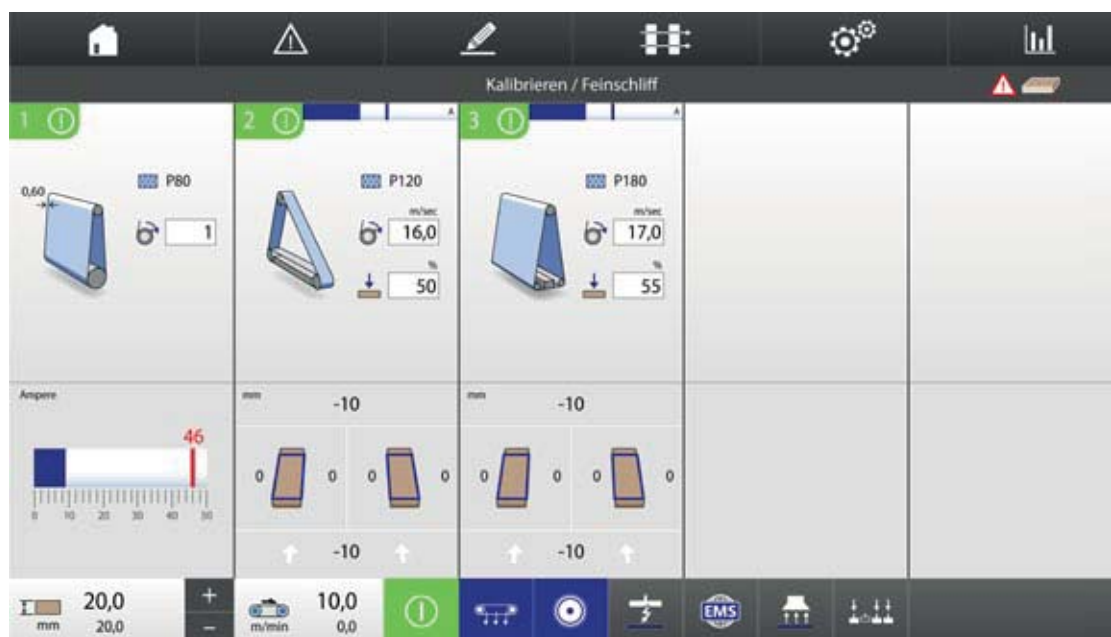 Kalibrieren / Feinschliff
1
2
A
3
A
0,60
P80
1
P120
m/sec
16,0
%
50
P180
m/sec
17,0
%
55
Ampere
46
0 10 20 30 40 50
mm
-10
0 0 0 0
-10
mm
-10
0 0 0 0
-10
mm
20,0
20,0
+
–
m/min
10,0
0,0
EMS